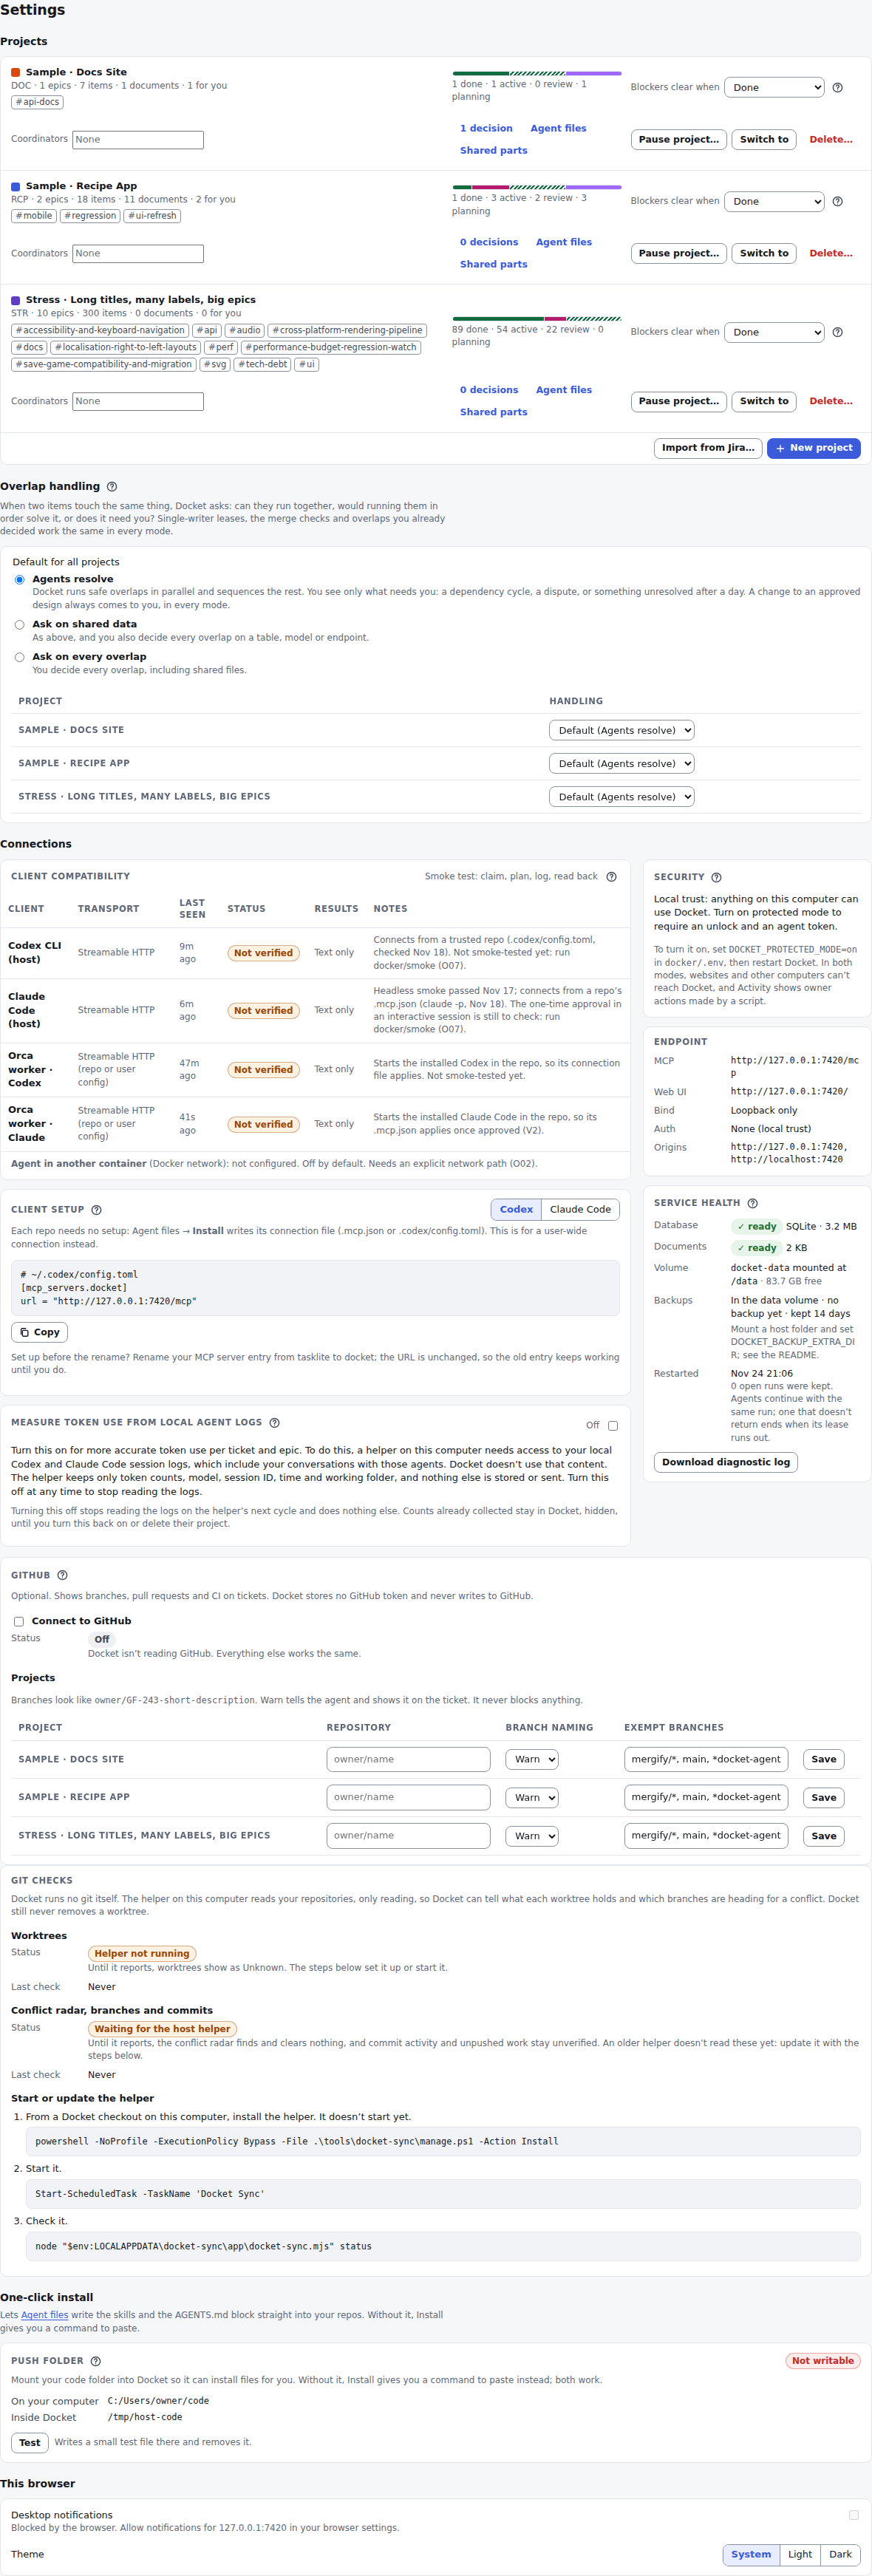 Settings
Projects
Sample · Docs Site
DOC · 1 epics · 7 items · 1 documents · 1 for you
#api-docs
1 done · 1 active · 0 review · 1
planning
Blockers clear when Done
Coordinators None
1 decision Agent files
Shared parts
Pause project… Switch to Delete…
Sample · Recipe App
RCP · 2 epics · 18 items · 11 documents · 2 for you
#mobile #regression #ui-refresh
1 done · 3 active · 2 review · 3
planning
Blockers clear when Done
Coordinators None
0 decisions Agent files
Shared parts
Pause project… Switch to Delete…
Stress · Long titles, many labels, big epics
STR · 10 epics · 300 items · 0 documents · 0 for you
#accessibility-and-keyboard-navigation #api #audio #cross-platform-rendering-pipeline
#docs #localisation-right-to-left-layouts #perf #performance-budget-regression-watch
#save-game-compatibility-and-migration #svg #tech-debt #ui
89 done · 54 active · 22 review · 0
planning
Blockers clear when Done
Coordinators None
0 decisions Agent files
Shared parts
Pause project… Switch to Delete…
Import from Jira… + New project
Overlap handling
When two items touch the same thing, Docket asks: can they run together, would running them in
order solve it, or does it need you? Single-writer leases, the merge checks and overlaps you already
decided work the same in every mode.
Default for all projects
Agents resolve
Docket runs safe overlaps in parallel and sequences the rest. You see only what needs you: a dependency cycle, a dispute, or something unresolved after a day. A change to an approved
design always comes to you, in every mode.
Ask on shared data
As above, and you also decide every overlap on a table, model or endpoint.
Ask on every overlap
You decide every overlap, including shared files.
PROJECT HANDLING
SAMPLE · DOCS SITE Default (Agents resolve)
SAMPLE · RECIPE APP Default (Agents resolve)
STRESS · LONG TITLES, MANY LABELS, BIG EPICS Default (Agents resolve)
Connections
CLIENT COMPATIBILITY Smoke test: claim, plan, log, read back
CLIENT TRANSPORT LAST SEEN STATUS RESULTS NOTES
Codex CLI (host) Streamable HTTP 9m ago Not verified Text only Connects from a trusted repo (.codex/config.toml,
checked Nov 18). Not smoke-tested yet: run
docker/smoke (O07).
Claude Code (host) Streamable HTTP 6m ago Not verified Text only Headless smoke passed Nov 17; connects from a repo’s
.mcp.json (claude -p, Nov 18). The one-time approval in
an interactive session is still to check: run
docker/smoke (O07).
Orca worker · Codex Streamable HTTP (repo or user config) 47m ago Not verified Text only Starts the installed Codex in the repo, so its connection
file applies. Not smoke-tested yet.
Orca worker · Claude Streamable HTTP (repo or user config) 41s ago Not verified Text only Starts the installed Claude Code in the repo, so its
.mcp.json applies once approved (V2).
Agent in another container (Docker network): not configured. Off by default. Needs an explicit network path (O02).
CLIENT SETUP Codex Claude Code
Each repo needs no setup: Agent files → Install writes its connection file (.mcp.json or .codex/config.toml). This is for a user-wide
connection instead.
# ~/.codex/config.toml
[mcp_servers.docket]
url = "http://127.0.0.1:7420/mcp"
Copy
Set up before the rename? Rename your MCP server entry from tasklite to docket; the URL is unchanged, so the old entry keeps working
until you do.
MEASURE TOKEN USE FROM LOCAL AGENT LOGS Off
Turn this on for more accurate token use per ticket and epic. To do this, a helper on this computer needs access to your local
Codex and Claude Code session logs, which include your conversations with those agents. Docket doesn’t use that content.
The helper keeps only token counts, model, session ID, time and working folder, and nothing else is stored or sent. Turn this
off at any time to stop reading the logs.
Turning this off stops reading the logs on the helper’s next cycle and does nothing else. Counts already collected stay in Docket, hidden,
until you turn this back on or delete their project.
SECURITY
Local trust: anything on this computer can
use Docket. Turn on protected mode to
require an unlock and an agent token.
To turn it on, set DOCKET_PROTECTED_MODE=on
in docker/.env, then restart Docket. In both
modes, websites and other computers can’t
reach Docket, and Activity shows owner
actions made by a script.
ENDPOINT
MCP http://127.0.0.1:7420/mc
p
Web UI http://127.0.0.1:7420/
Bind Loopback only
Auth None (local trust)
Origins http://127.0.0.1:7420,
http://localhost:7420
SERVICE HEALTH
Database ✓ ready SQLite · 3.2 MB
Documents ✓ ready 2 KB
Volume docket-data mounted at
/data · 83.7 GB free
Backups In the data volume · no
backup yet · kept 14 days
Mount a host folder and set
DOCKET_BACKUP_EXTRA_DI
R; see the README.
Restarted Nov 24 21:06
0 open runs were kept.
Agents continue with the
same run; one that doesn’t
return ends when its lease
runs out.
Download diagnostic log
GITHUB
Optional. Shows branches, pull requests and CI on tickets. Docket stores no GitHub token and never writes to GitHub.
Connect to GitHub
Status Off
Docket isn’t reading GitHub. Everything else works the same.
Projects
Branches look like owner/GF-243-short-description. Warn tells the agent and shows it on the ticket. It never blocks anything.
PROJECT REPOSITORY BRANCH NAMING EXEMPT BRANCHES
SAMPLE · DOCS SITE owner/name Warn mergify/*, main, *docket-agent Save
SAMPLE · RECIPE APP owner/name Warn mergify/*, main, *docket-agent Save
STRESS · LONG TITLES, MANY LABELS, BIG EPICS owner/name Warn mergify/*, main, *docket-agent Save
GIT CHECKS
Docket runs no git itself. The helper on this computer reads your repositories, only reading, so Docket can tell what each worktree holds and which branches are heading for a conflict. Docket
still never removes a worktree.
Worktrees
Status Helper not running
Until it reports, worktrees show as Unknown. The steps below set it up or start it.
Last check Never
Conflict radar, branches and commits
Status Waiting for the host helper
Until it reports, the conflict radar finds and clears nothing, and commit activity and unpushed work stay unverified. An older helper doesn’t read these yet: update it with the
steps below.
Last check Never
Start or update the helper
1. From a Docket checkout on this computer, install the helper. It doesn’t start yet.
powershell -NoProfile -ExecutionPolicy Bypass -File .\tools\docket-sync\manage.ps1 -Action Install
2. Start it.
Start-ScheduledTask -TaskName 'Docket Sync'
3. Check it.
node "$env:LOCALAPPDATA\docket-sync\app\docket-sync.mjs" status
One-click install
Lets Agent files write the skills and the AGENTS.md block straight into your repos. Without it, Install
gives you a command to paste.
PUSH FOLDER Not writable
Mount your code folder into Docket so it can install files for you. Without it, Install gives you a command to paste instead; both work.
On your computer C:/Users/owner/code
Inside Docket /tmp/host-code
Test Writes a small test file there and removes it.
This browser
Desktop notifications
Blocked by the browser. Allow notifications for 127.0.0.1:7420 in your browser settings.
Theme System Light Dark